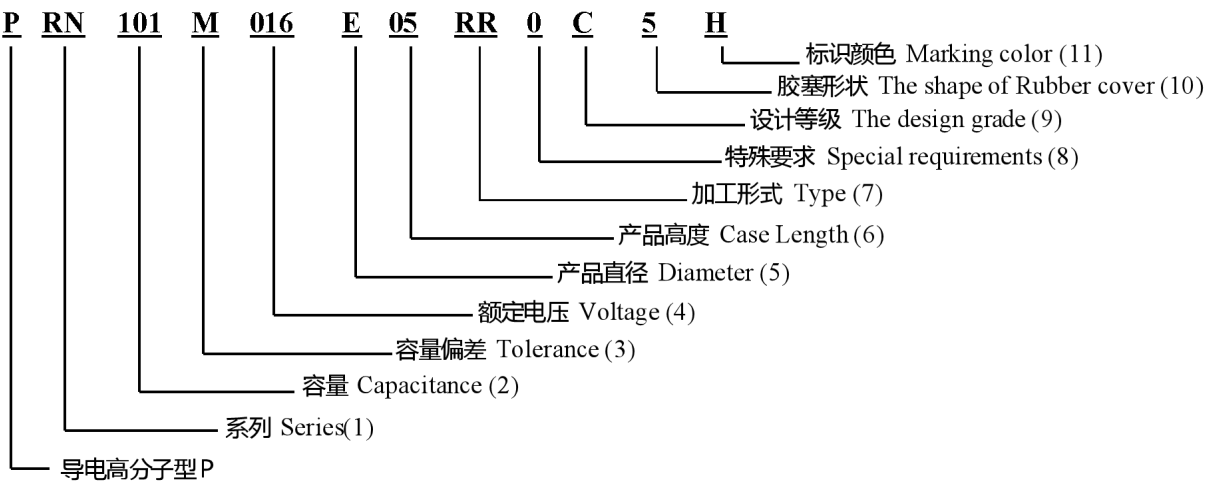 P RN 101 M 016 E 05 RR 0 C 5 H
标识颜色 Marking color (11)
胶塞形状 The shape of Rubber cover (10)
设计等级 The design grade (9)
特殊要求 Special requirements (8)
加工形式 Type (7)
产品高度 Case Length (6)
产品直径 Diameter (5)
额定电压 Voltage (4)
容量偏差 Tolerance (3)
容量 Capacitance (2)
系列 Series(1)
导电高分子型P